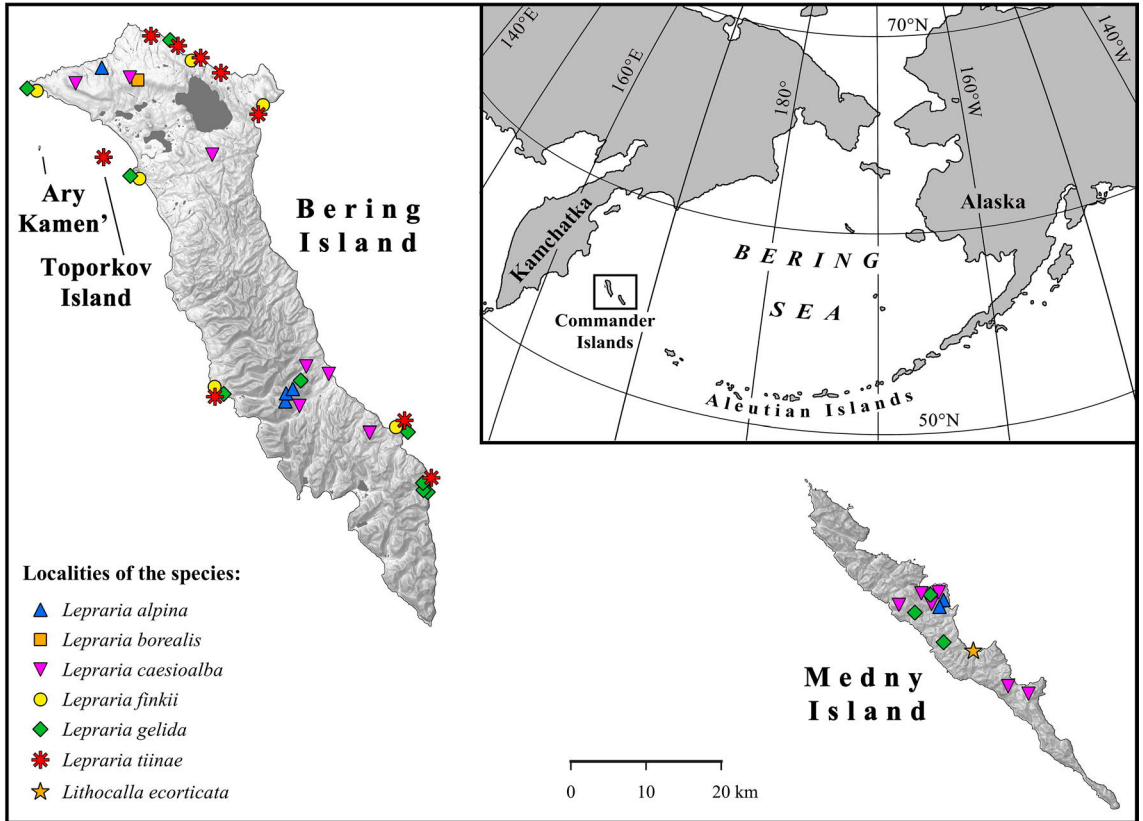 Ary
Kamen’
Toporkov
Island
Bering
Island
140°E
160°E
180°
160°W
140°W
70°N
Kamchatka
Alaska
BERING
SEA
Commander
Islands
Aleutian Islands
50°N
Localities of the species:
Lepraria alpina
Lepraria borealis
Lepraria caesioalba
Lepraria finkii
Lepraria gelida
Lepraria tiinae
Lithocalla ecorticata
Medny
Island
0 10 20 km